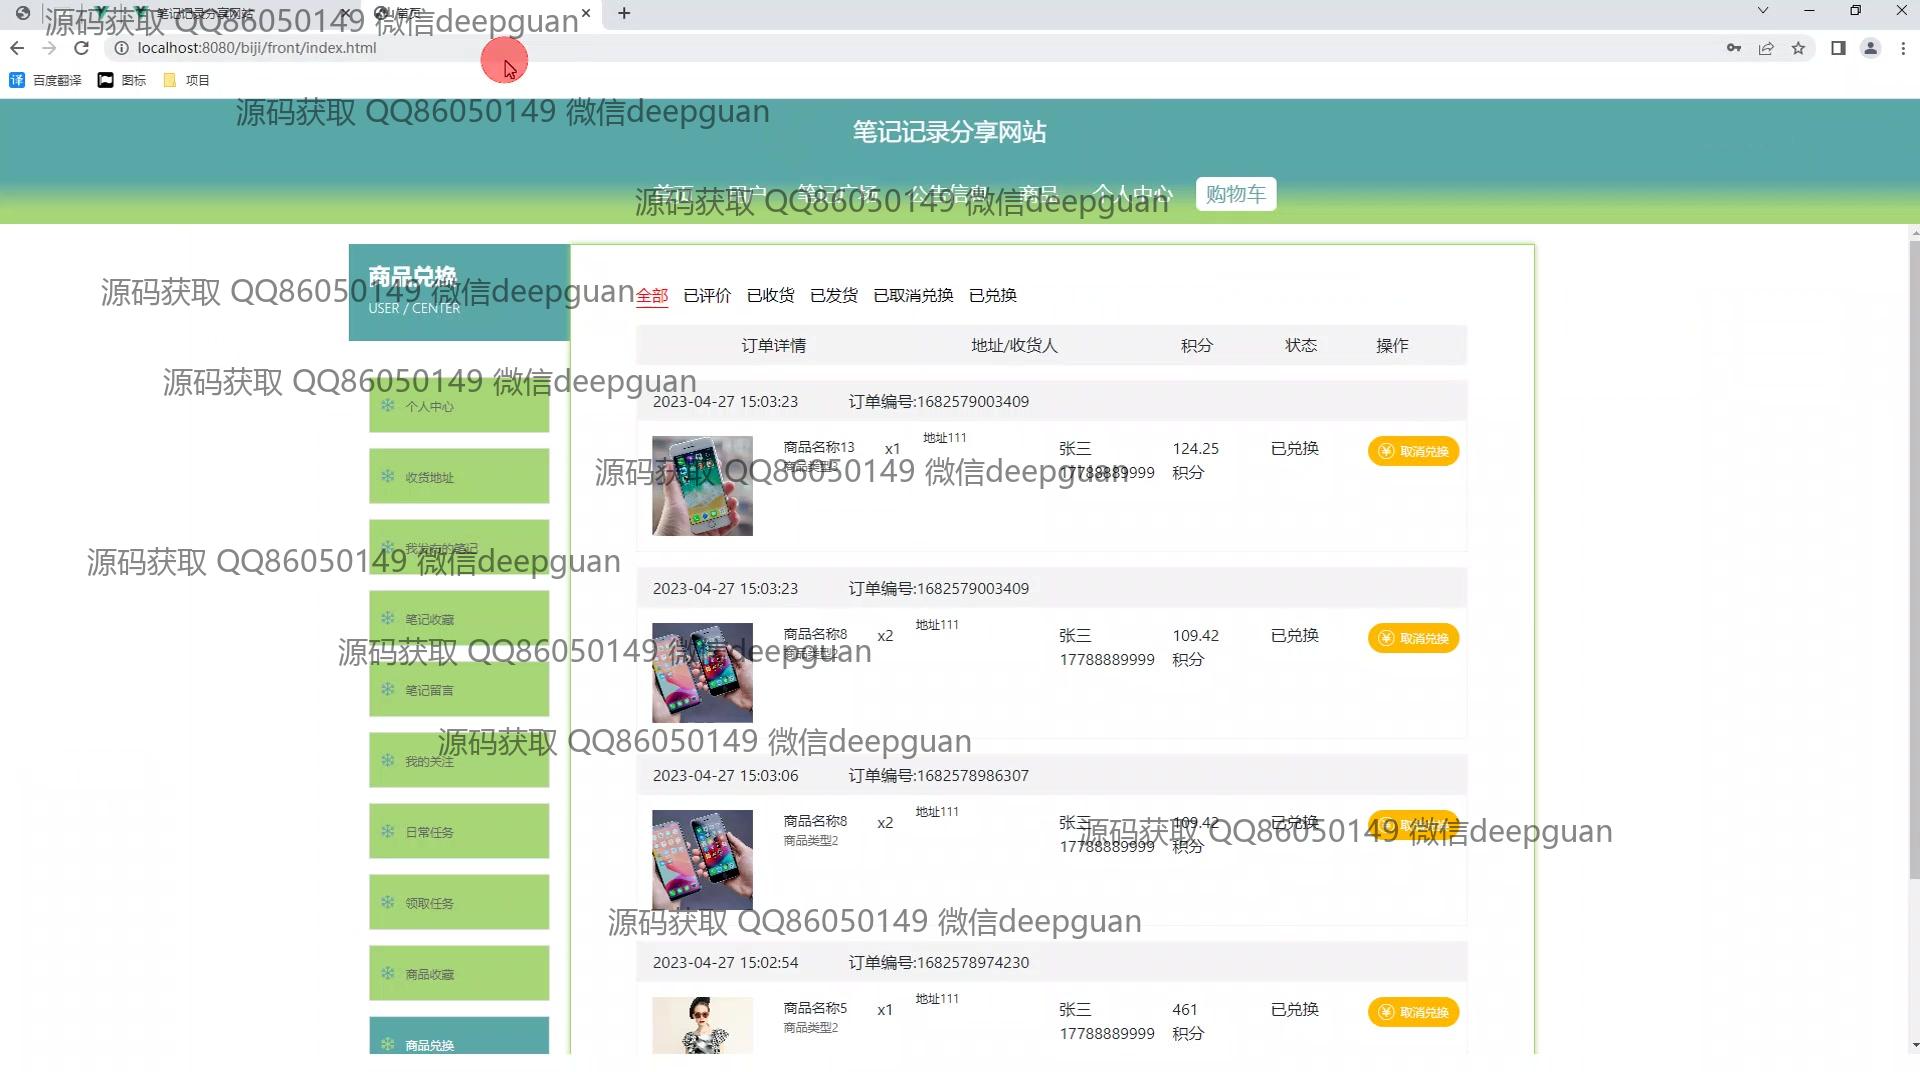 笔记记录分享网站
首页
源码获取 QQ86050149 微信deepguan
localhost:8080/biji/front/index.html
百度翻译 图标 项目
源码获取 QQ86050149 微信deepguan
笔记记录分享网站
首页 用户 笔记广场 公告信息 商品 个人中心 购物车
源码获取 QQ86050149 微信deepguan
商品兑换
USER / CENTER
源码获取 QQ86050149 微信deepguan
全部 已评价 已收货 已发货 已取消兑换 已兑换
订单详情 地址/收货人 积分 状态 操作
源码获取 QQ86050149 微信deepguan
个人中心
收货地址
我发布的笔记
笔记收藏
笔记留言
我的关注
日常任务
领取任务
商品收藏
商品兑换
2023-04-27 15:03:23 订单编号:1682579003409
商品名称13 x1 地址111 张三 124.25 已兑换 取消兑换
商品类型3 17788889999 积分
源码获取 QQ86050149 微信deepguan
源码获取 QQ86050149 微信deepguan
2023-04-27 15:03:23 订单编号:1682579003409
商品名称8 x2 地址111 张三 109.42 已兑换 取消兑换
商品类型2 17788889999 积分
源码获取 QQ86050149 微信deepguan
源码获取 QQ86050149 微信deepguan
2023-04-27 15:03:06 订单编号:1682578986307
商品名称8 x2 地址111 张三 109.42 已兑换
商品类型2 17788889999 积分
源码获取 QQ86050149 微信deepguan
源码获取 QQ86050149 微信deepguan
2023-04-27 15:02:54 订单编号:1682578974230
商品名称5 x1 地址111 张三 461 已兑换 取消兑换
商品类型2 17788889999 积分